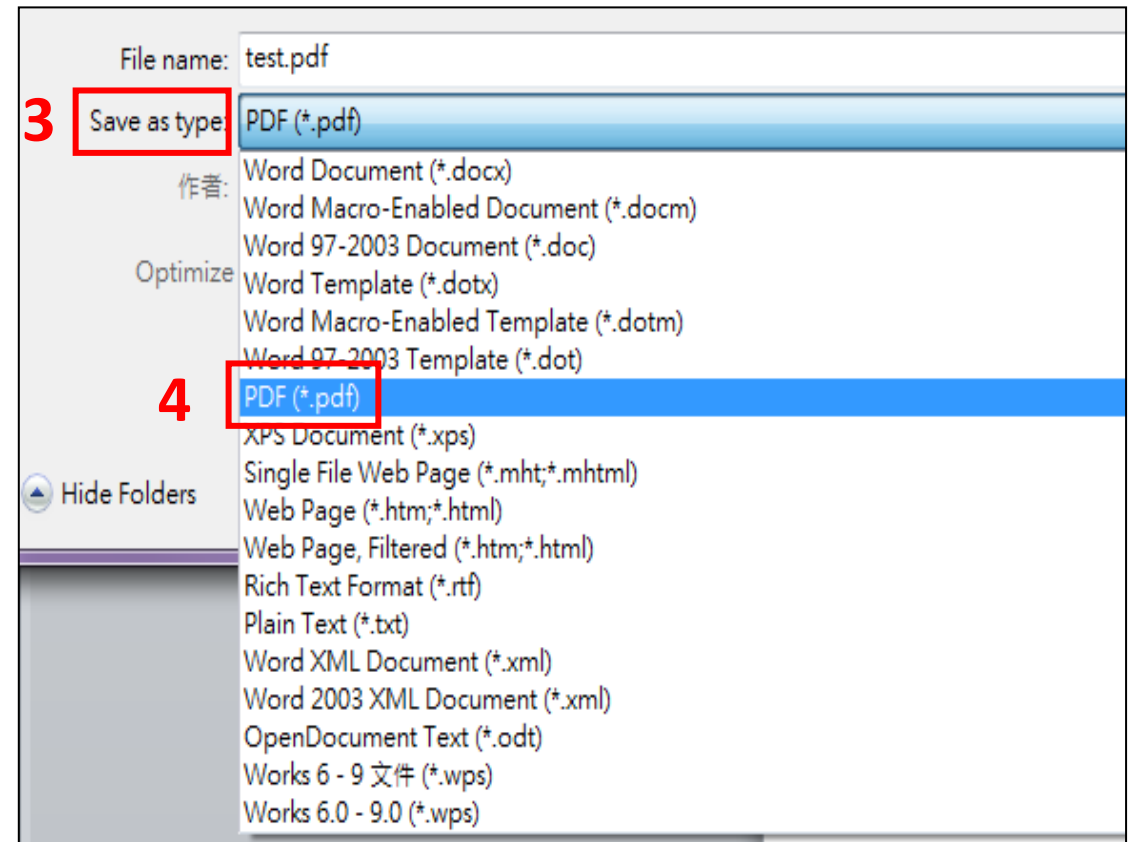 File name: test.pdf
3 Save as type: PDF (*.pdf)
作者:
Word Document (*.docx)
Word Macro-Enabled Document (*.docm)
Word 97-2003 Document (*.doc)
Optimize
Word Template (*.dotx)
Word Macro-Enabled Template (*.dotm)
Word 97-2003 Template (*.dot)
4 PDF (*.pdf)
XPS Document (*.xps)
Single File Web Page (*.mht;*.mhtml)
Hide Folders
Web Page (*.htm;*.html)
Web Page, Filtered (*.htm;*.html)
Rich Text Format (*.rtf)
Plain Text (*.txt)
Word XML Document (*.xml)
Word 2003 XML Document (*.xml)
OpenDocument Text (*.odt)
Works 6 - 9 文件 (*.wps)
Works 6.0 - 9.0 (*.wps)